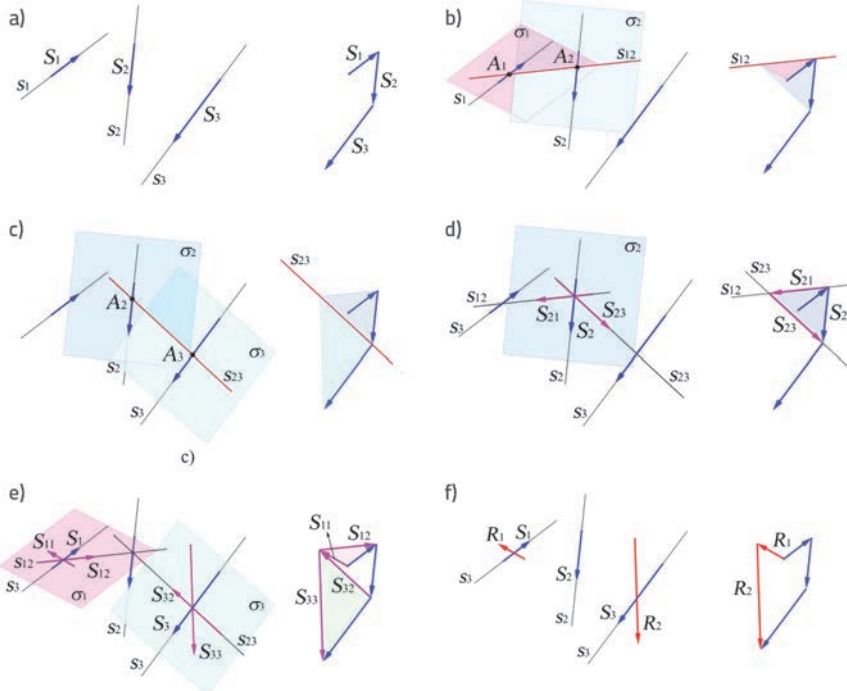 a)
S1
s1
S2
s2
S3
s3
S1
S2
S3
b)
σ1
σ2
A1
A2
s12
s1
s2
s12
c)
σ2
A2
s2
A3
σ3
s23
s3
s23
c)
d)
σ2
s12
s3
S21
S2
S23
s2
s23
s3
s23
s12
S21
S2
S23
e)
S11
S1
s12
S12
s3
σ1
s2
S32
S3
S33
σ3
s23
s3
S11
S12
S32
S33
f)
R1
S1
s3
S2
s2
S3
R2
s3
R1
R2